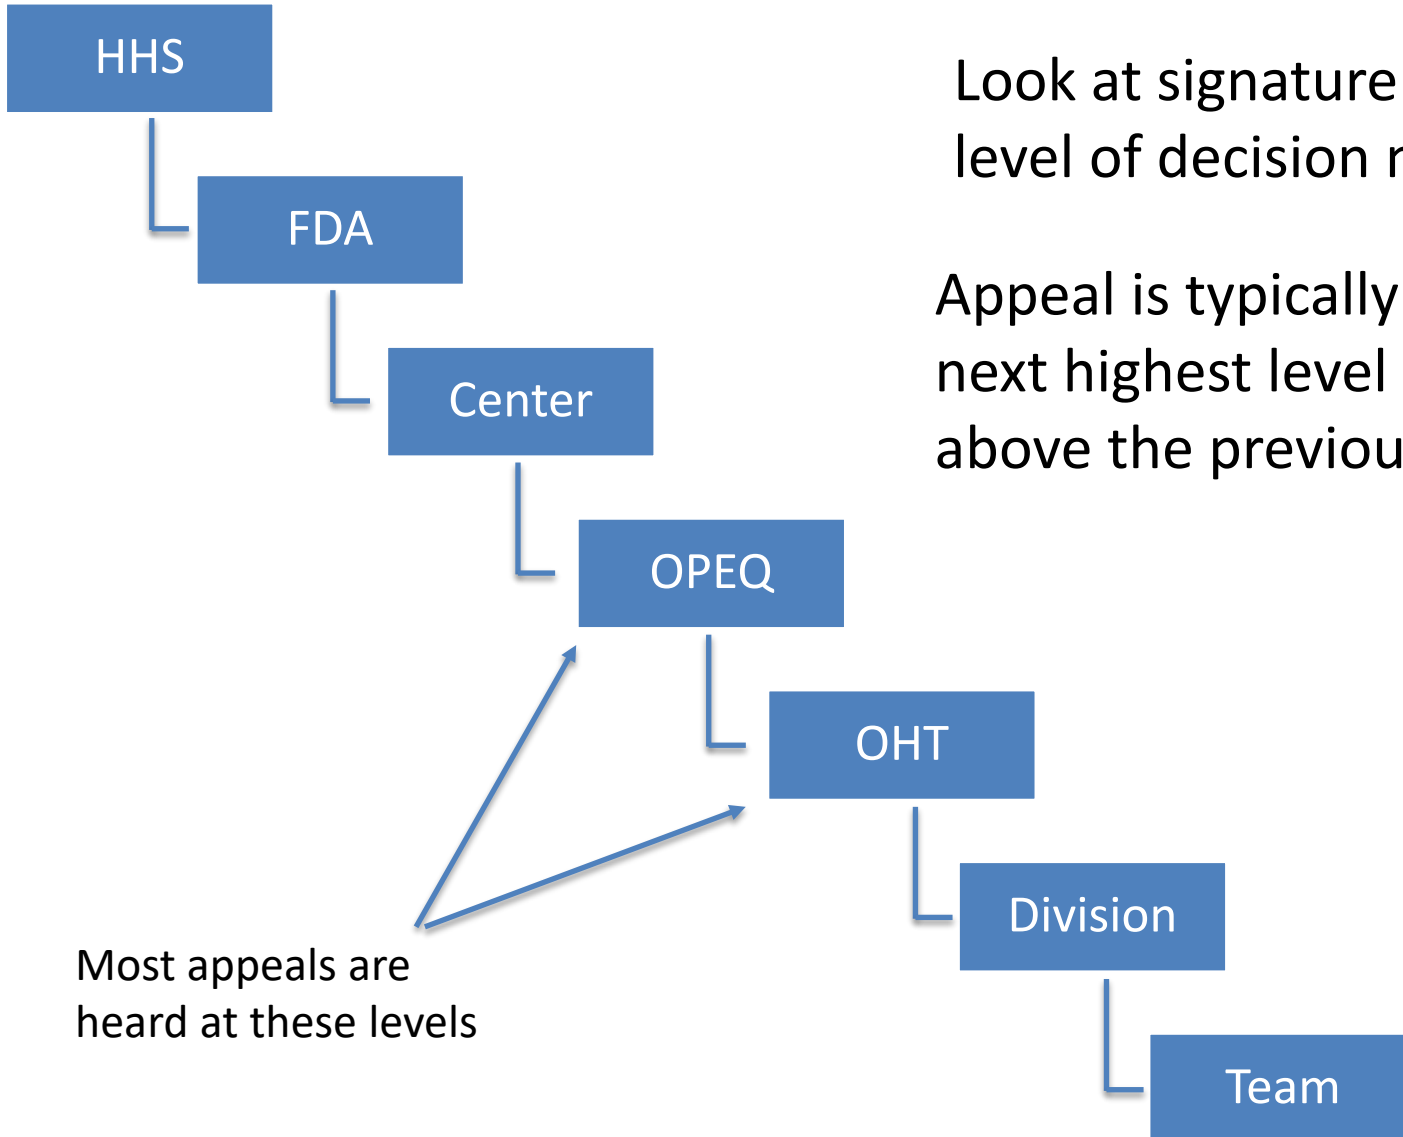 HHS
Look at signature
level of decision
FDA
Appeal is typically
next highest level
above the
Center
OPEQ
OHT
Division
Most appeals are
heard at these levels
Team